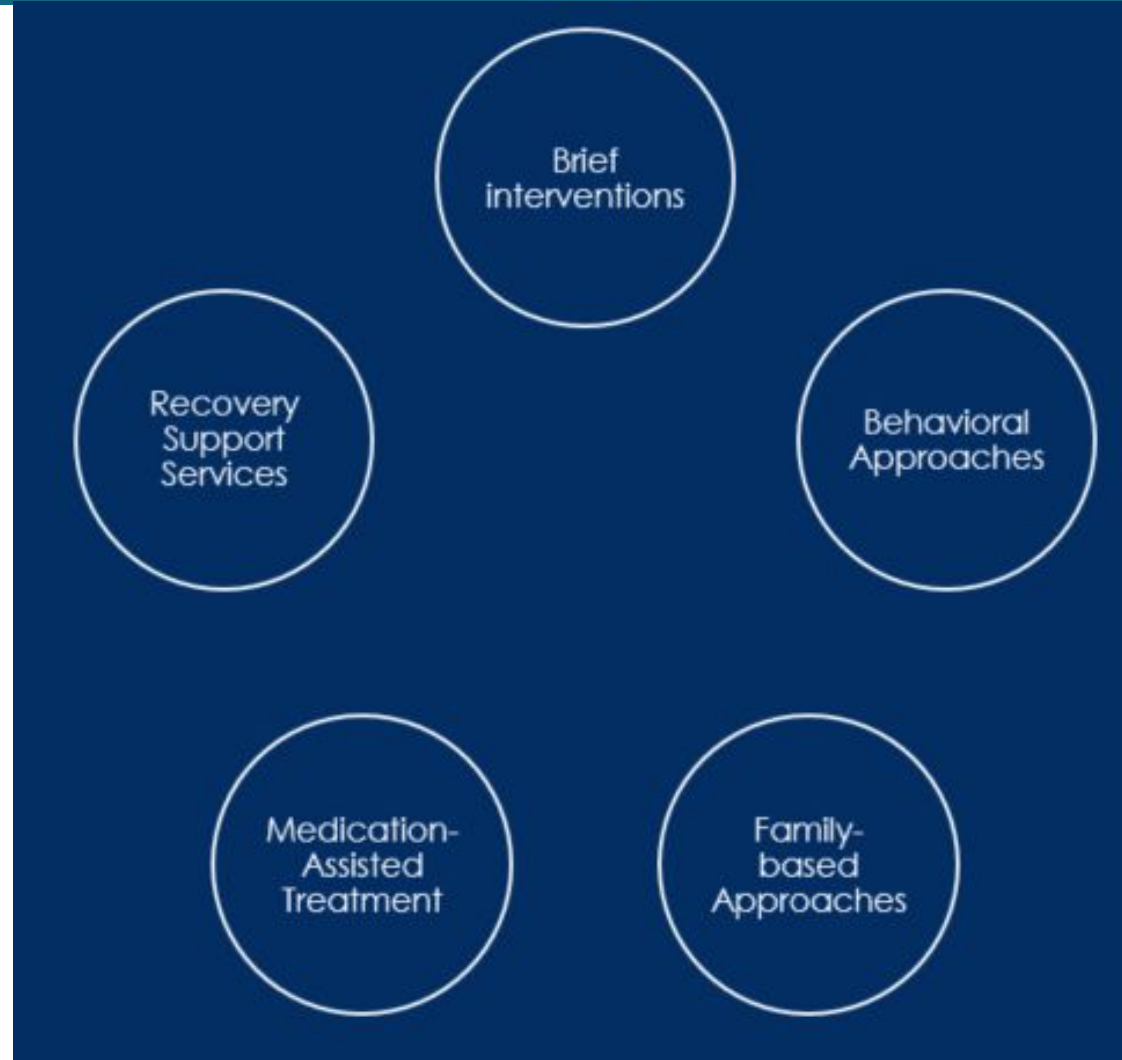 Brief
interventions
Behavioral
Approaches
Family-
based
Approaches
Medication-
Assisted
Treatment
Recovery
Support
Services